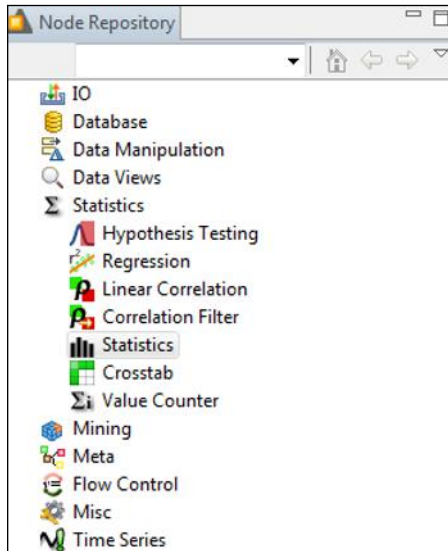 Node Repository
IO
Database
Data Manipulation
Data Views
Statistics
Hypothesis Testing
Regression
Linear Correlation
Correlation Filter
Statistics
Crosstab
Value Counter
Mining
Meta
Flow Control
Misc
Time Series